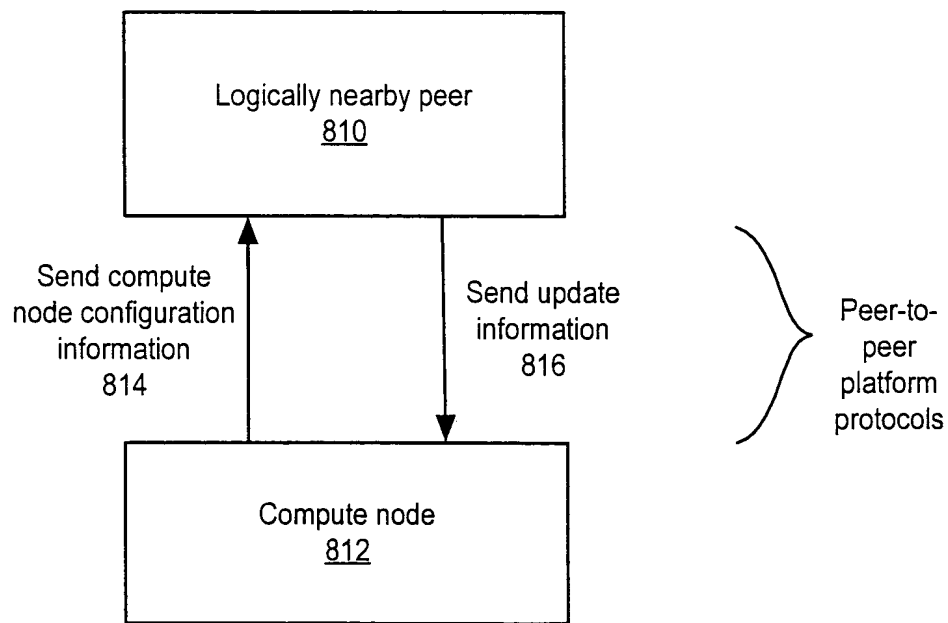 Logically nearby peer
810
Send compute
node configuration
information
814
Send update
information
816
Peer-to-
peer
platform
protocols
Compute node
812